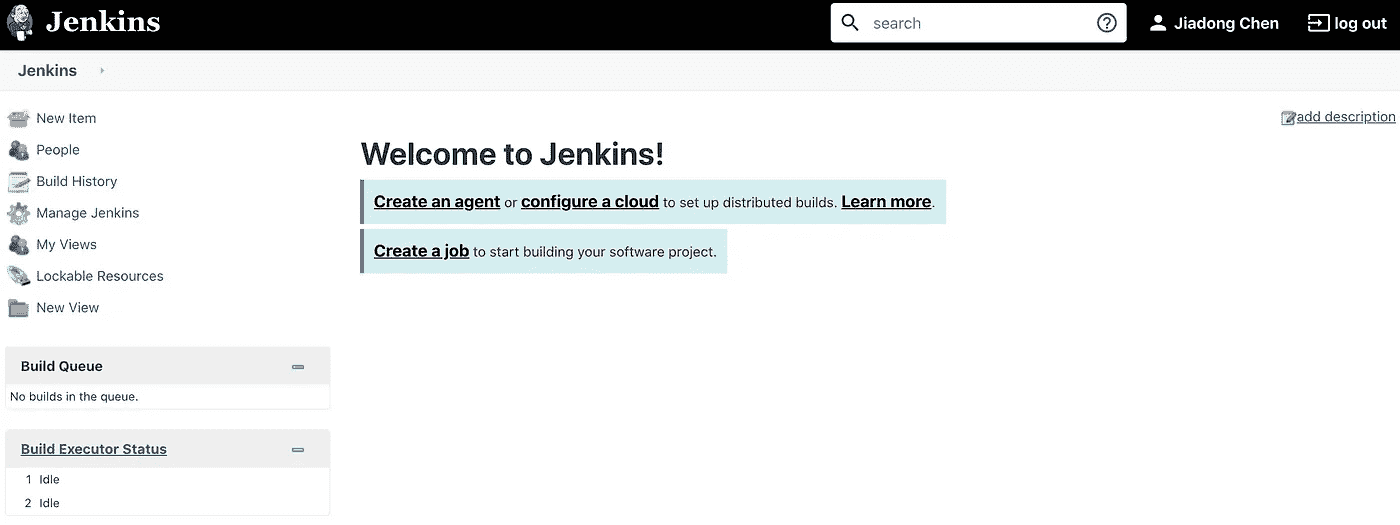 Jenkins
search
Jiadong Chen
log out
Jenkins
New Item
People
Build History
Manage Jenkins
My Views
Lockable Resources
New View
Build Queue
No builds in the queue.
Build Executor Status
1 Idle
2 Idle
add description
Welcome to Jenkins!
Create an agent or configure a cloud to set up distributed builds. Learn more.
Create a job to start building your software project.